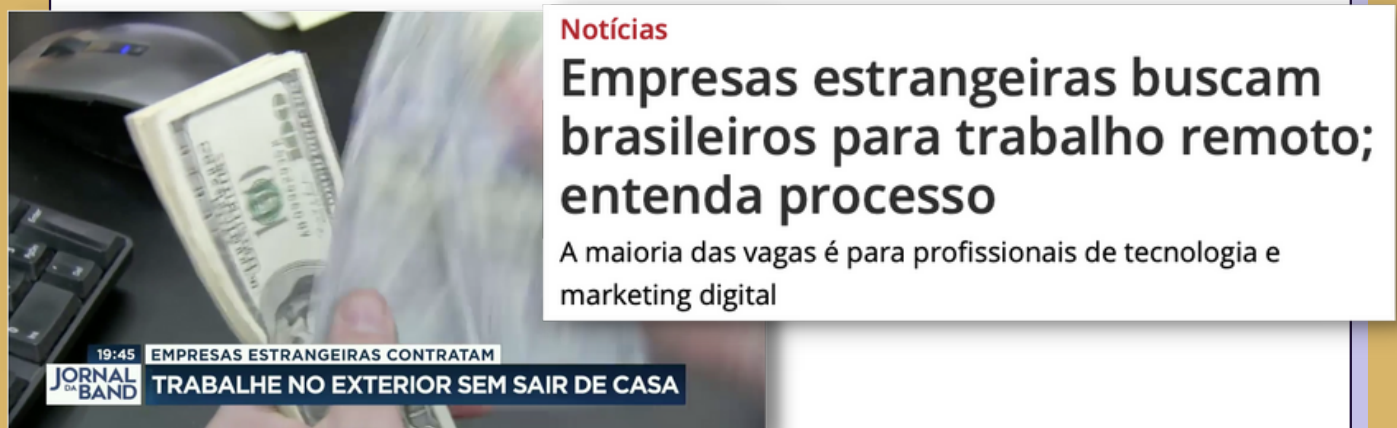 Notícias
Empresas estrangeiras buscam
brasileiros para trabalho remoto;
entenda processo
A maioria das vagas é para profissionais de tecnologia e
marketing digital
19:45 EMPRESAS ESTRANGEIRAS CONTRATAM
JORNAL DA BAND
TRABALHE NO EXTERIOR SEM SAIR DE CASA
100